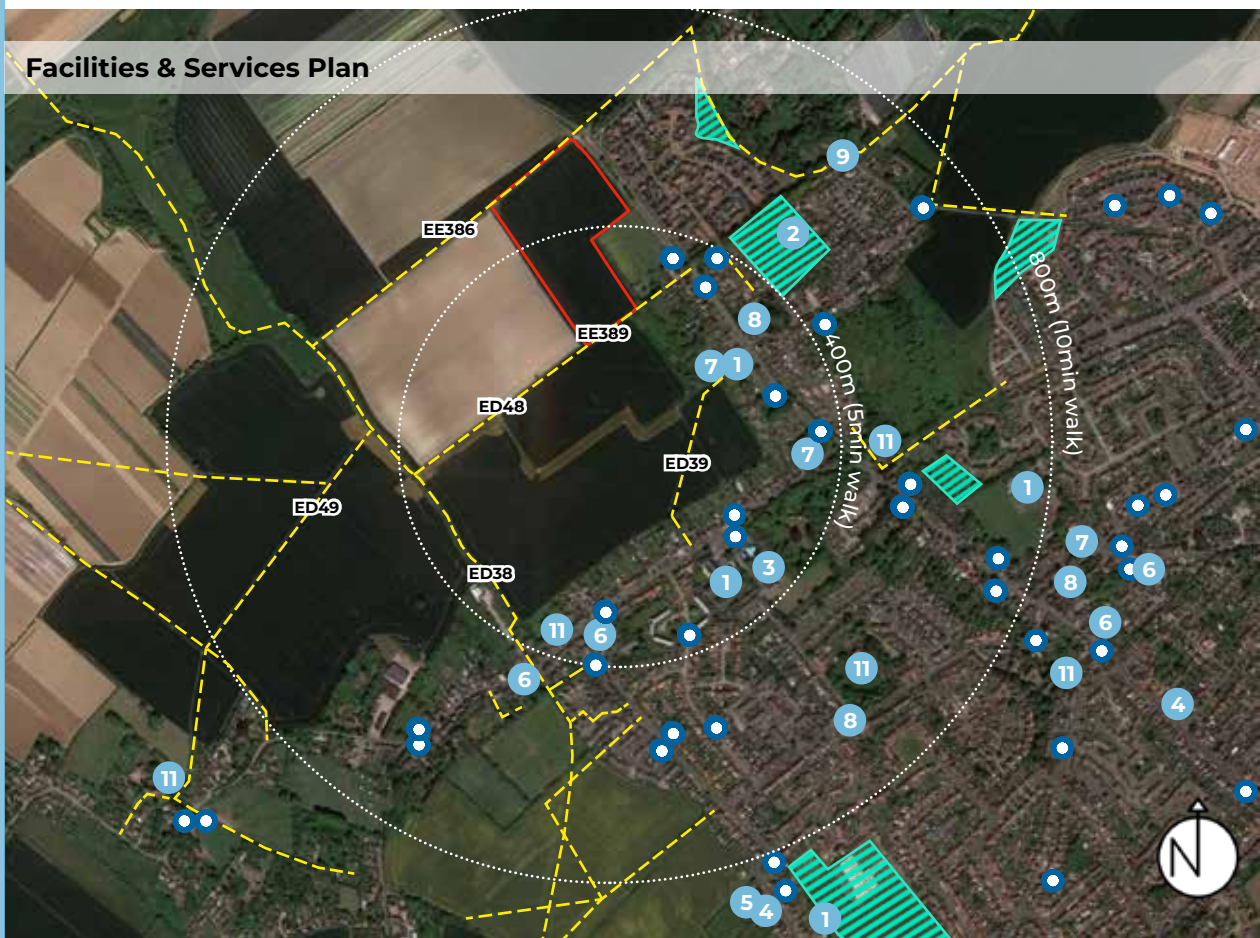 Facilities & Services Plan
9
EE386
2
8
EE389
7
1
400m (5min walk)
800m (10min walk)
ED48
11
7
ED39
1
ED49
7
3
1
8
6
ED38
11
6
6
6
11
11
8
4
11
5
4
1
N